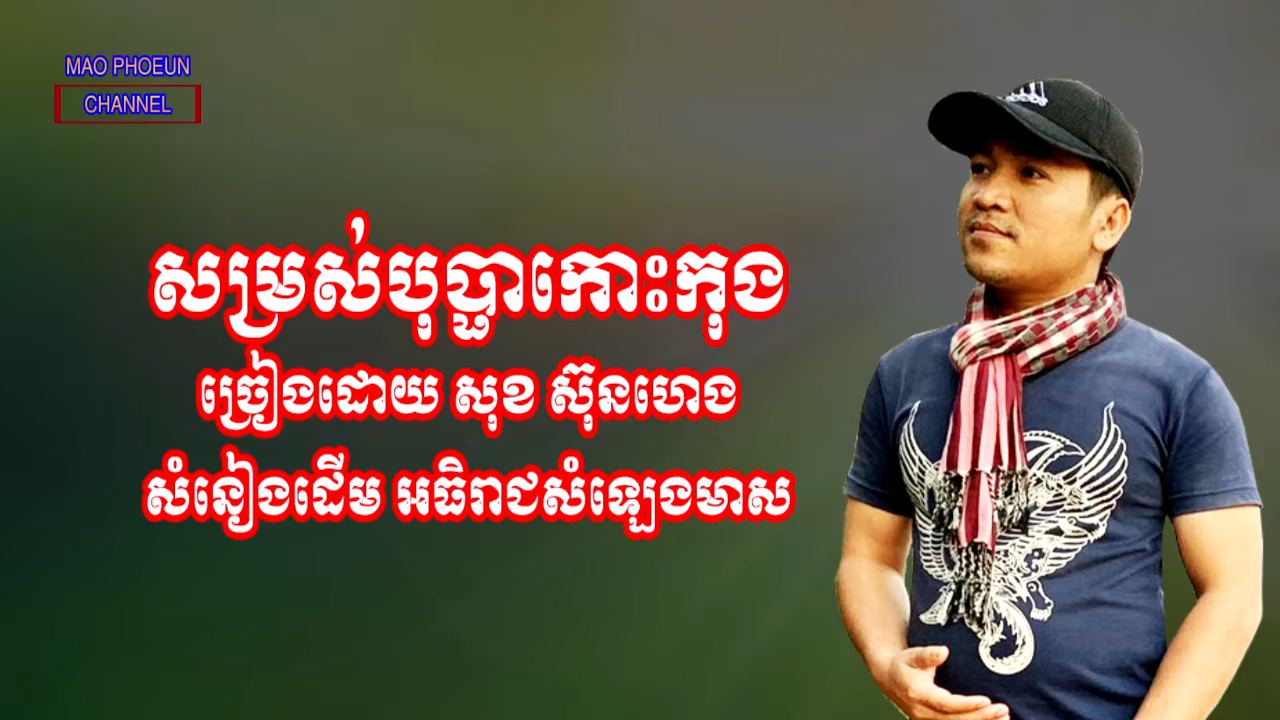 MAO PHOEUN
CHANNEL
សម្រស់បុប្ផាកោះកុង
ច្រៀងដោយ សុខ ស៊ុនហេង
សំនៀងដើម អធិរាជសំឡេងមាស